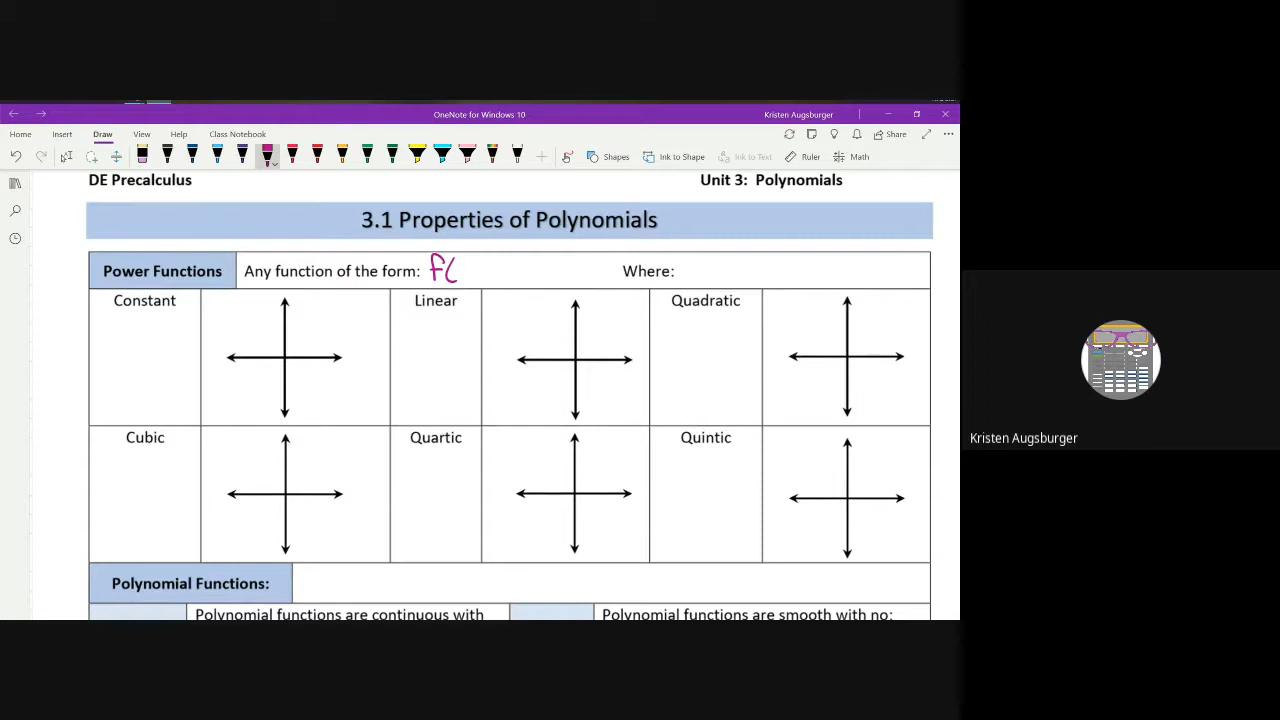 OneNote for Windows 10
Kristen Augsburger
Home Insert Draw View Help Class Notebook
Share
Shapes Ink to Shape Ink to Text Ruler Math
DE Precalculus Unit 3: Polynomials
3.1 Properties of Polynomials
Power Functions Any function of the form: f( Where:
Constant Linear Quadratic
Cubic Quartic Quintic
Kristen Augsburger
Polynomial Functions:
Polynomial functions are continuous with Polynomial functions are smooth with no: